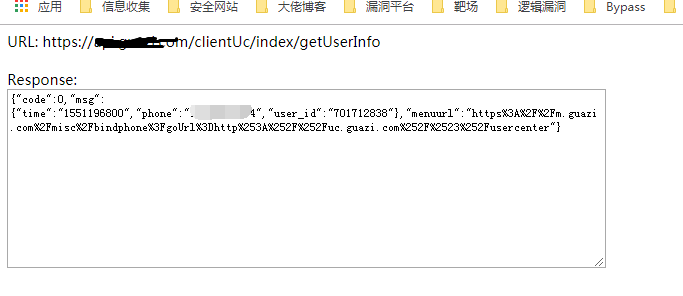 应用 信息收集 安全网站 大佬博客 漏洞平台 靶场 逻辑漏洞 Bypass
URL: https://api.gu.com/clientUc/index/getUserInfo
Response:
{"code":0,"msg":
{"time":"1551196800","phone":"4","user_id":"701712838"},"menuurl":"https%3A%2F%2Fm.guazi
.com%2Fmisc%2Fbindphone%3FgoUrl%3Dhttp%253A%252F%252Fuc.guazi.com%252F%2523%252Fusercenter"}